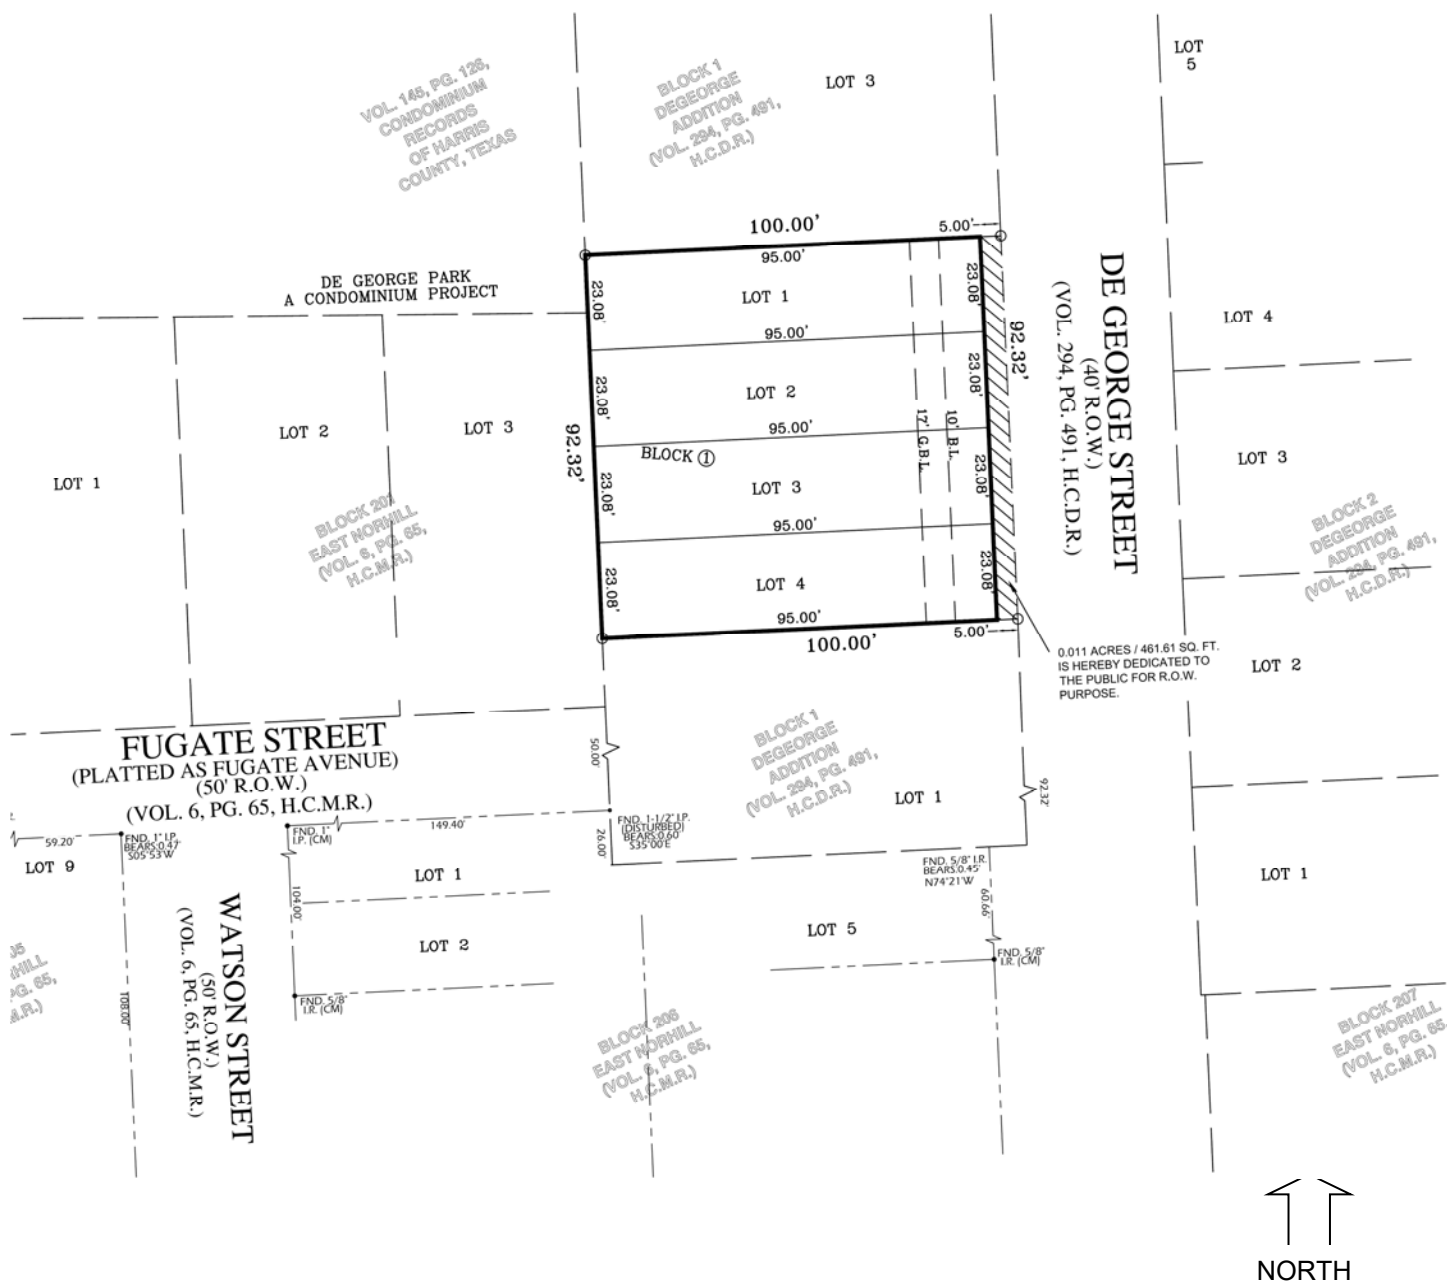 LOT
5
LOT 3
VOL. 145, PG. 126,
CONDOMINIUM
RECORDS
OF HARRIS
COUNTY, TEXAS
BLOCK 1
DEGEORGE
ADDITION
(VOL. 294, PG. 491,
H.C.D.R.)
100.00'
5.00'
95.00'
DE GEORGE PARK
A CONDOMINIUM PROJECT
23.08'
LOT 1
23.08'
92.32'
95.00'
DE GEORGE STREET
(40' R.O.W.)
(VOL. 294, PG. 491, H.C.D.R.)
LOT 4
23.08'
LOT 2
23.08'
95.00'
17' G.B.L.
10' B.L.
LOT 1
LOT 2
LOT 3
92.32'
BLOCK 1
LOT 3
23.08'
LOT 3
23.08'
95.00'
BLOCK 201
EAST NORHILL
(VOL. 6, PG. 65,
H.C.M.R.)
BLOCK 2
DEGEORGE
ADDITION
(VOL. 294, PG. 491,
H.C.D.R.)
23.08'
LOT 4
23.08'
95.00'
100.00'
5.00'
0.011 ACRES / 461.61 SQ. FT.
IS HEREBY DEDICATED TO
THE PUBLIC FOR R.O.W.
PURPOSE.
LOT 2
FUGATE STREET
(PLATTED AS FUGATE AVENUE)
(50' R.O.W.)
(VOL. 6, PG. 65, H.C.M.R.)
50.00'
BLOCK 1
DEGEORGE
ADDITION
(VOL. 294, PG. 491,
H.C.D.R.)
LOT 1
92.32'
59.20'
FND. 1" I.P.
BEARS:0.47'
S05°53'W
FND. 1"
I.P. (CM)
149.40'
FND. 1-1/2" I.P.
(DISTURBED)
BEARS:0.60'
S35°00'E
26.00'
LOT 9
LOT 1
104.00'
FND. 5/8" I.R.
BEARS:0.45'
N74°21'W
60.66'
LOT 1
WATSON STREET
(50' R.O.W.)
(VOL. 6, PG. 65, H.C.M.R.)
LOT 2
LOT 5
FND. 5/8"
I.R. (CM)
PG. 65,
108.00'
FND. 5/8"
I.R. (CM)
BLOCK 206
EAST NORHILL
(VOL. 6, PG. 65,
H.C.M.R.)
BLOCK 207
EAST NORHILL
(VOL. 6, PG. 65,
H.C.M.R.)
NORTH